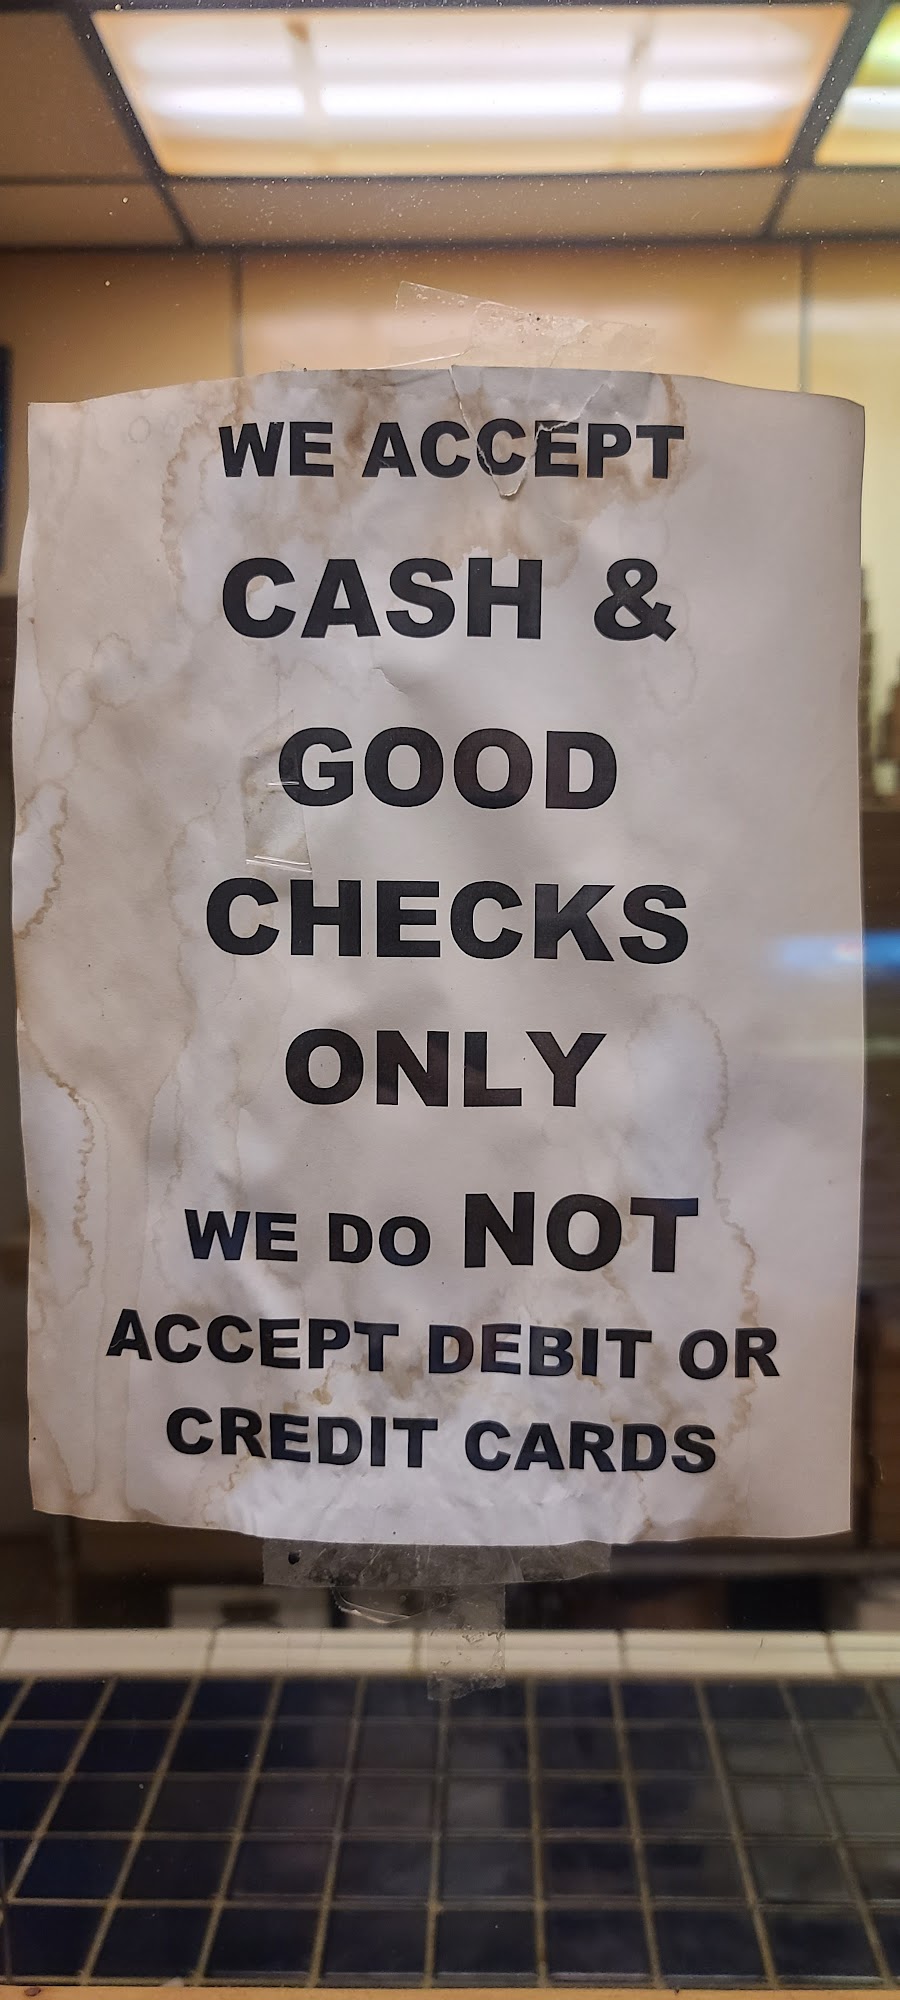 WE ACCEPT
CASH &
GOOD
CHECKS
ONLY
WE DO NOT
ACCEPT DEBIT OR
CREDIT CARDS